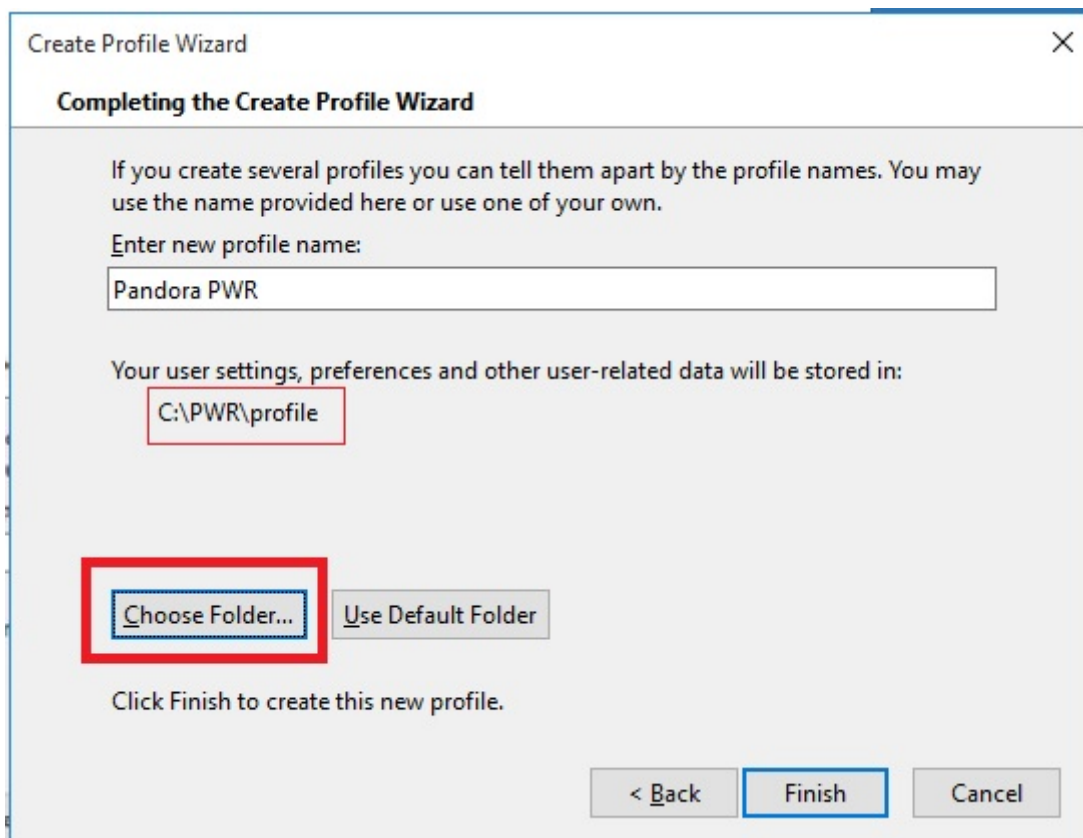 Create Profile Wizard
Completing the Create Profile Wizard
If you create several profiles you can tell them apart by the profile names. You may
use the name provided here or use one of your own.
Enter new profile name:
Pandora PWR
Your user settings, preferences and other user-related data will be stored in:
C:\PWR\profile
Choose Folder... Use Default Folder
Click Finish to create this new profile.
< Back Finish Cancel